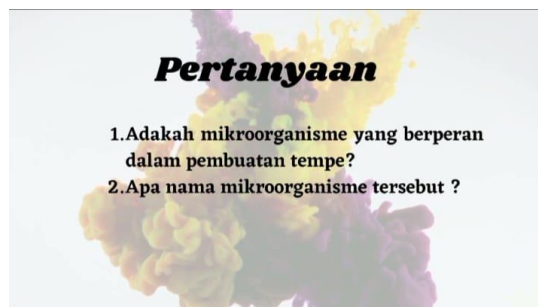 Pertanyaan
1.Adakah mikroorganisme yang berperan
dalam pembuatan tempe?
2.Apa nama mikroorganisme tersebut ?